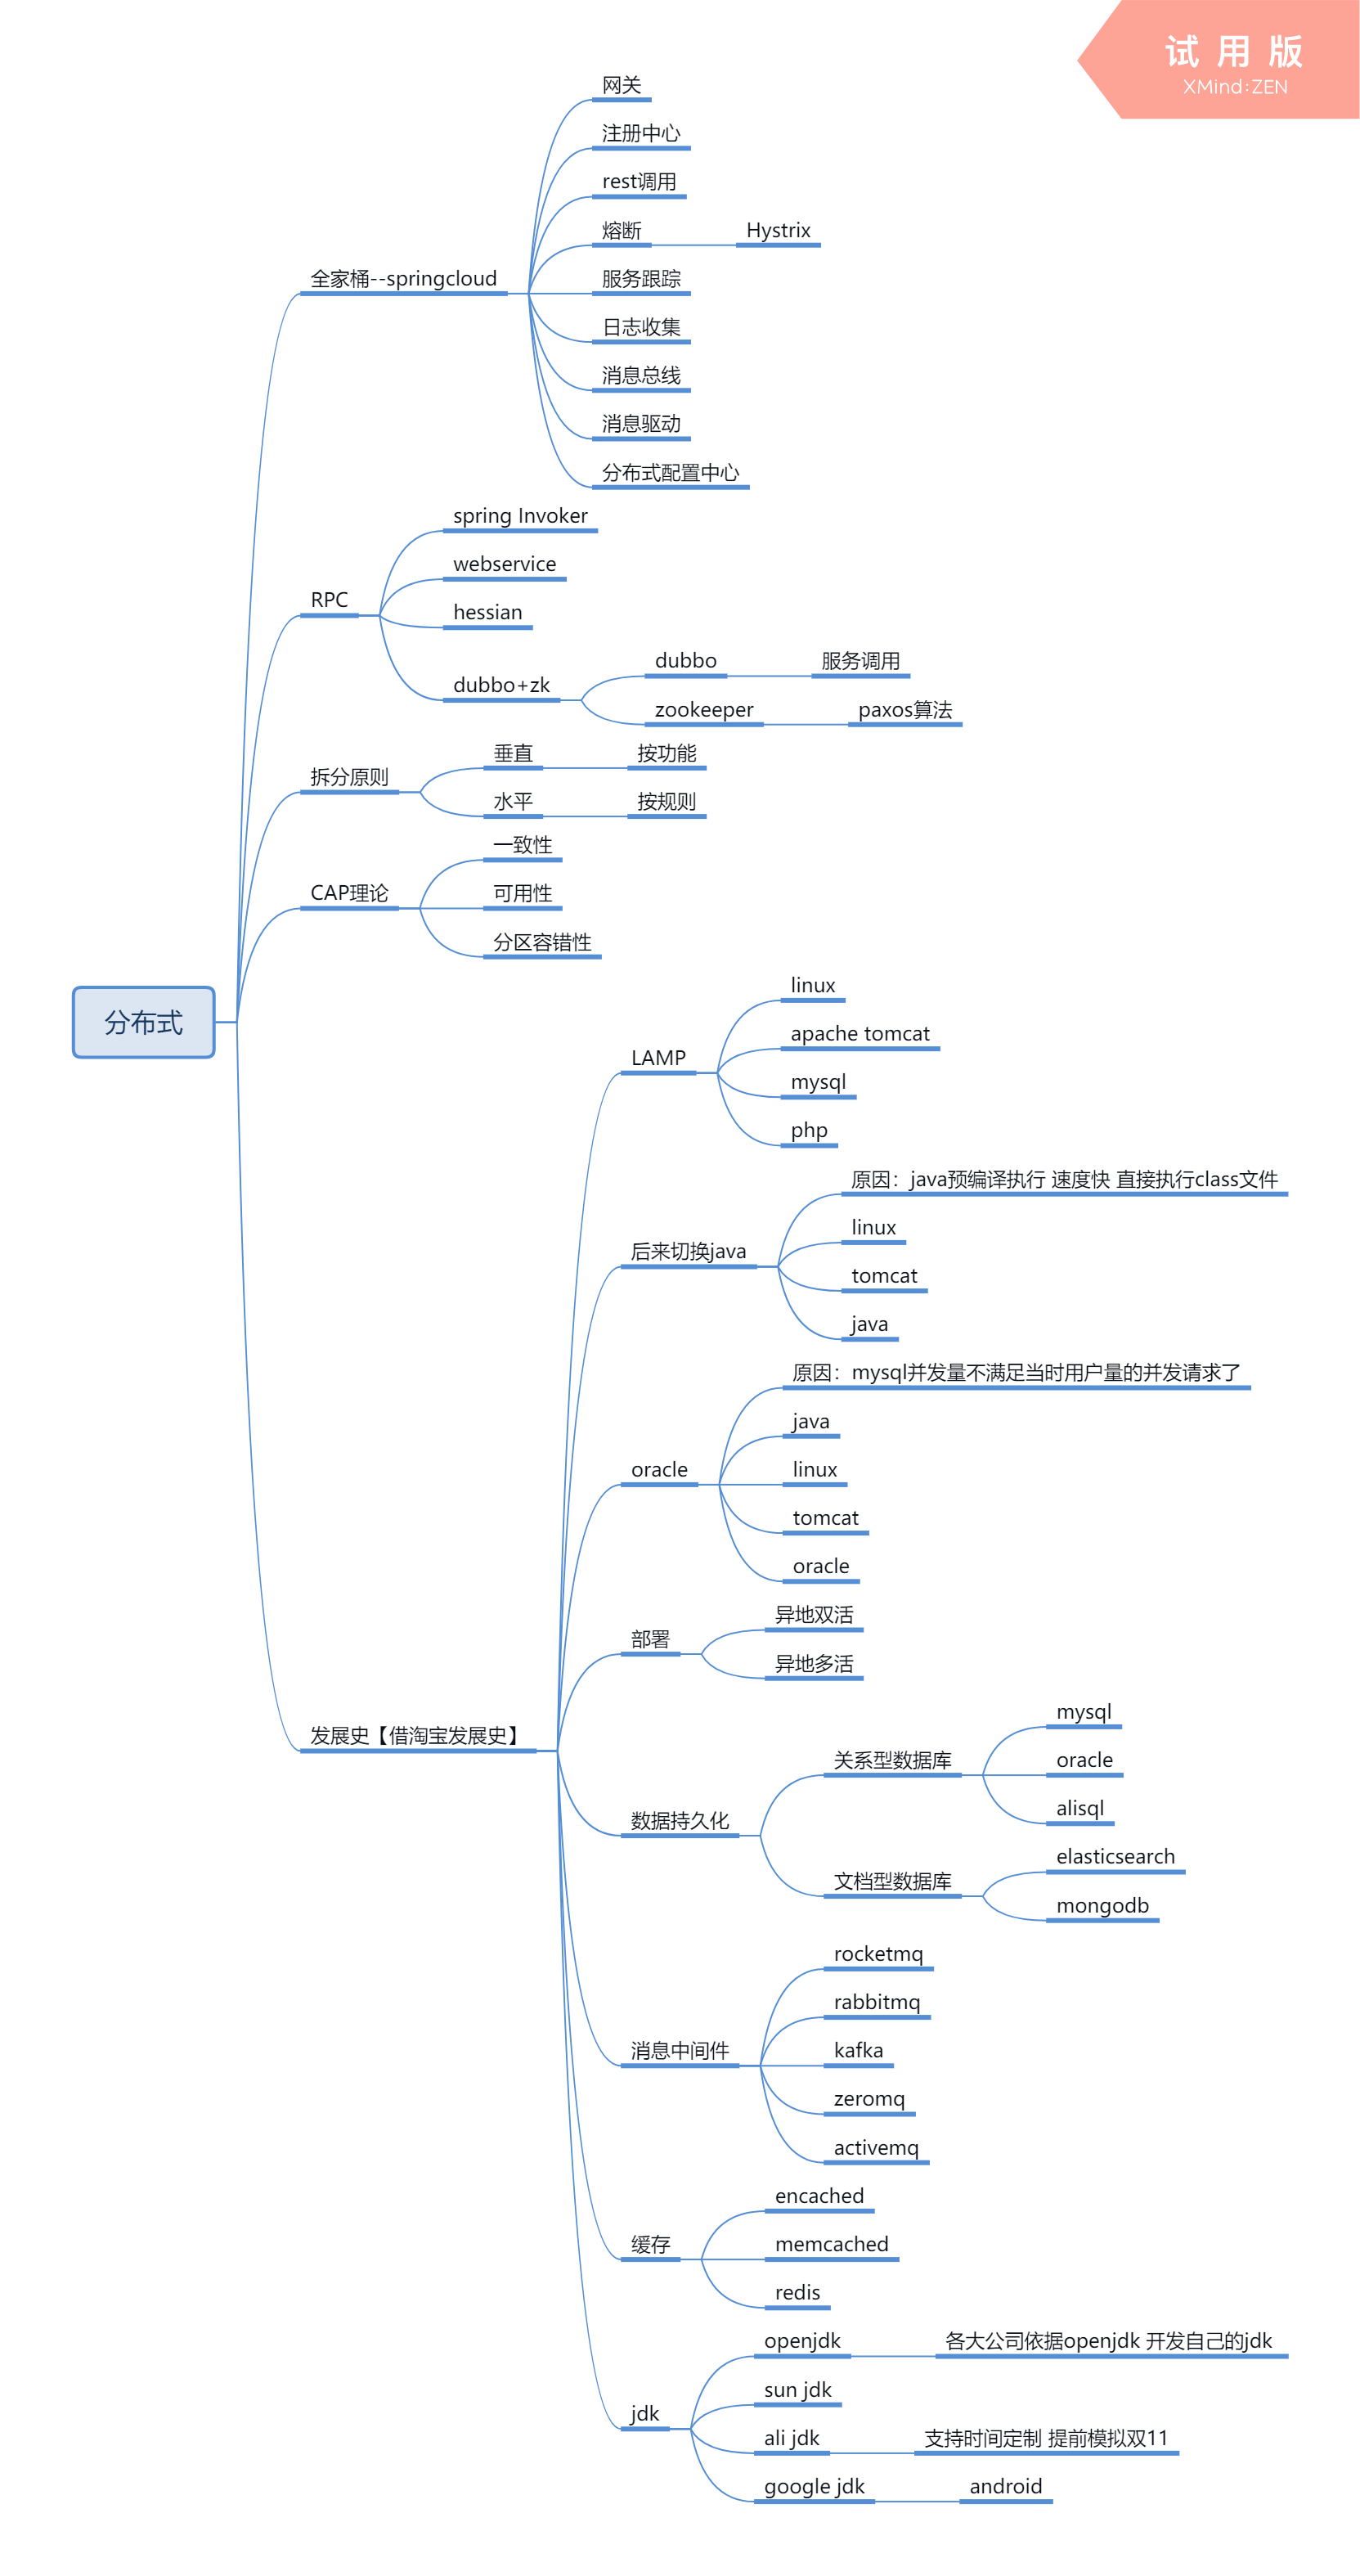 试 用 版
XMind:ZEN
分布式
全家桶--springcloud
网关
注册中心
rest调用
熔断
Hystrix
服务跟踪
日志收集
消息总线
消息驱动
分布式配置中心
RPC
spring Invoker
webservice
hessian
dubbo+zk
dubbo
服务调用
zookeeper
paxos算法
拆分原则
垂直
按功能
水平
按规则
CAP理论
一致性
可用性
分区容错性
发展史【借淘宝发展史】
LAMP
linux
apache tomcat
mysql
php
后来切换java
原因：java预编译执行 速度快 直接执行class文件
linux
tomcat
java
oracle
原因：mysql并发量不满足当时用户量的并发请求了
java
linux
tomcat
oracle
部署
异地双活
异地多活
数据持久化
关系型数据库
mysql
oracle
alisql
文档型数据库
elasticsearch
mongodb
消息中间件
rocketmq
rabbitmq
kafka
zeromq
activemq
缓存
encached
memcached
redis
jdk
openjdk
各大公司依据openjdk 开发自己的jdk
sun jdk
ali jdk
支持时间定制 提前模拟双11
google jdk
android